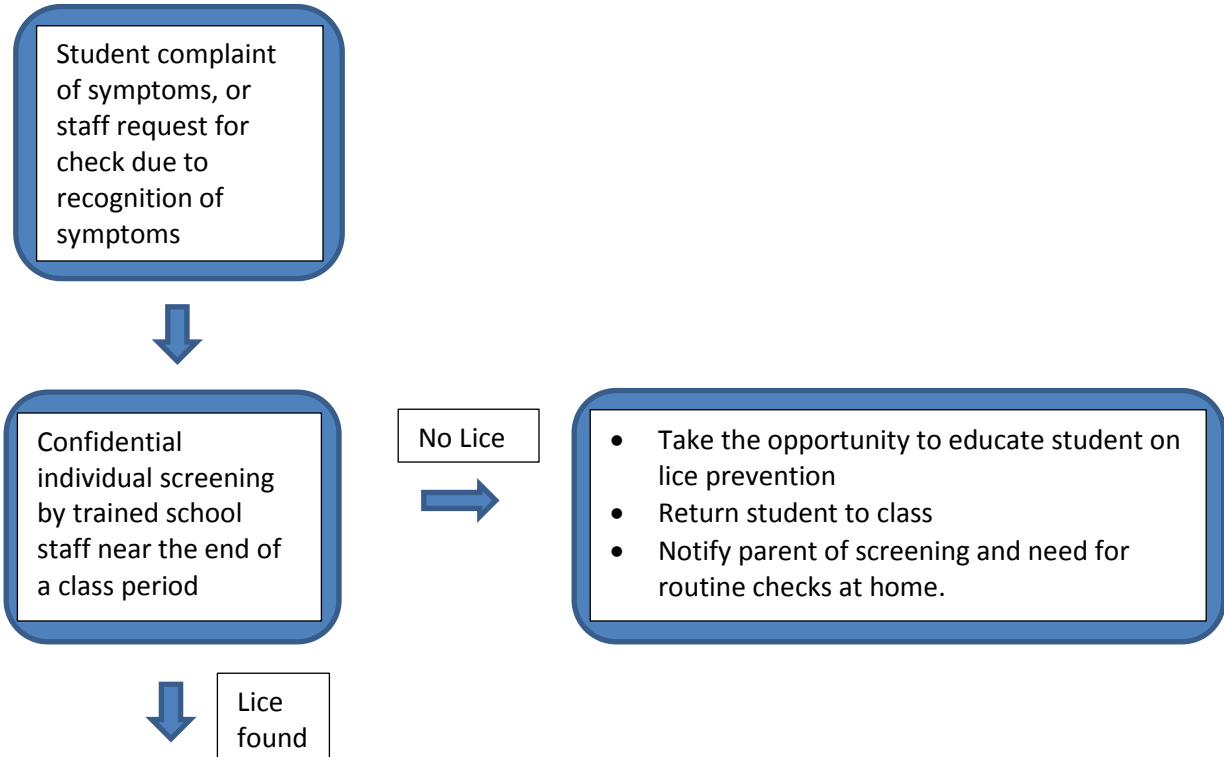 Student complaint
of symptoms, or
staff request for
check due to
recognition of
symptoms
Confidential
individual screening
by trained school
staff near the end of
a class period
No Lice
• Take the opportunity to educate student on
lice prevention
• Return student to class
• Notify parent of screening and need for
routine checks at home.
Lice
found